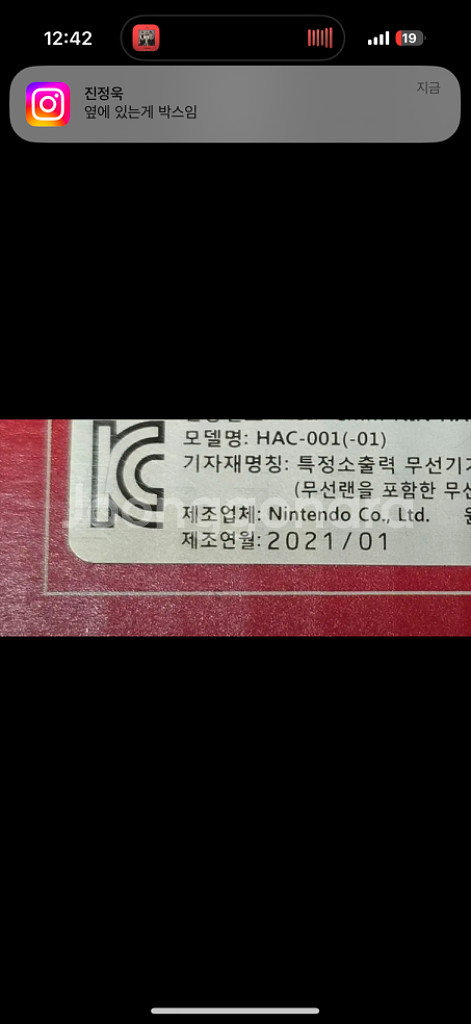 12:42
19
진정욱
지금
옆에 있는게 박스임
모델명: HAC-001(-01)
기자재명칭: 특정소출력 무선기기
(무선랜을 포함한 무선
제조업체: Nintendo Co., Ltd.
제조연월: 2021/01
Joonggonara